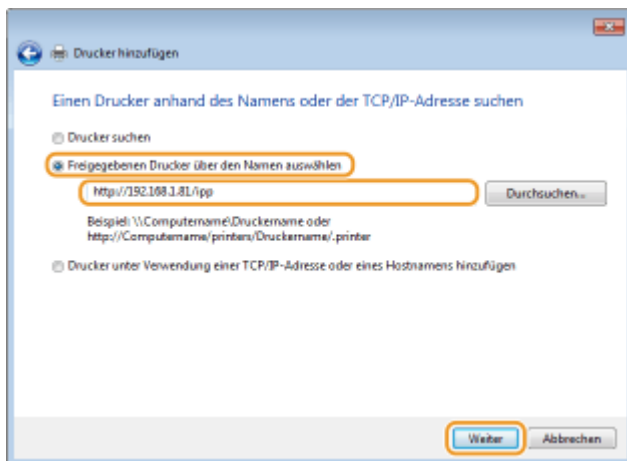 Drucker hinzufügen
Einen Drucker anhand des Namens oder der TCP/IP-Adresse suchen
Drucker suchen
Freigegebenen Drucker über den Namen auswählen
http://192.168.1.81/ipp
Durchsuchen...
Beispiel: \\Computername\Druckername oder
http://Computername/printers/Druckername/.printer
Drucker unter Verwendung einer TCP/IP-Adresse oder eines Hostnamens hinzufügen
Weiter
Abbrechen